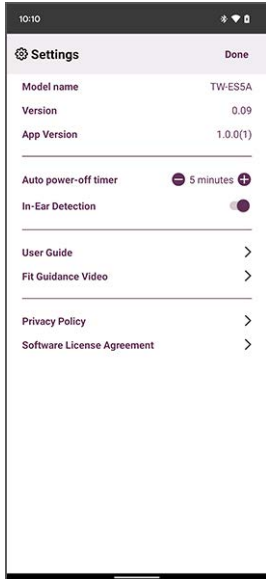 10:10
Settings Done
Model name TW-ES5A
Version 0.09
App Version 1.0.0(1)
Auto power-off timer 5 minutes
In-Ear Detection
User Guide
Fit Guidance Video
Privacy Policy
Software License Agreement